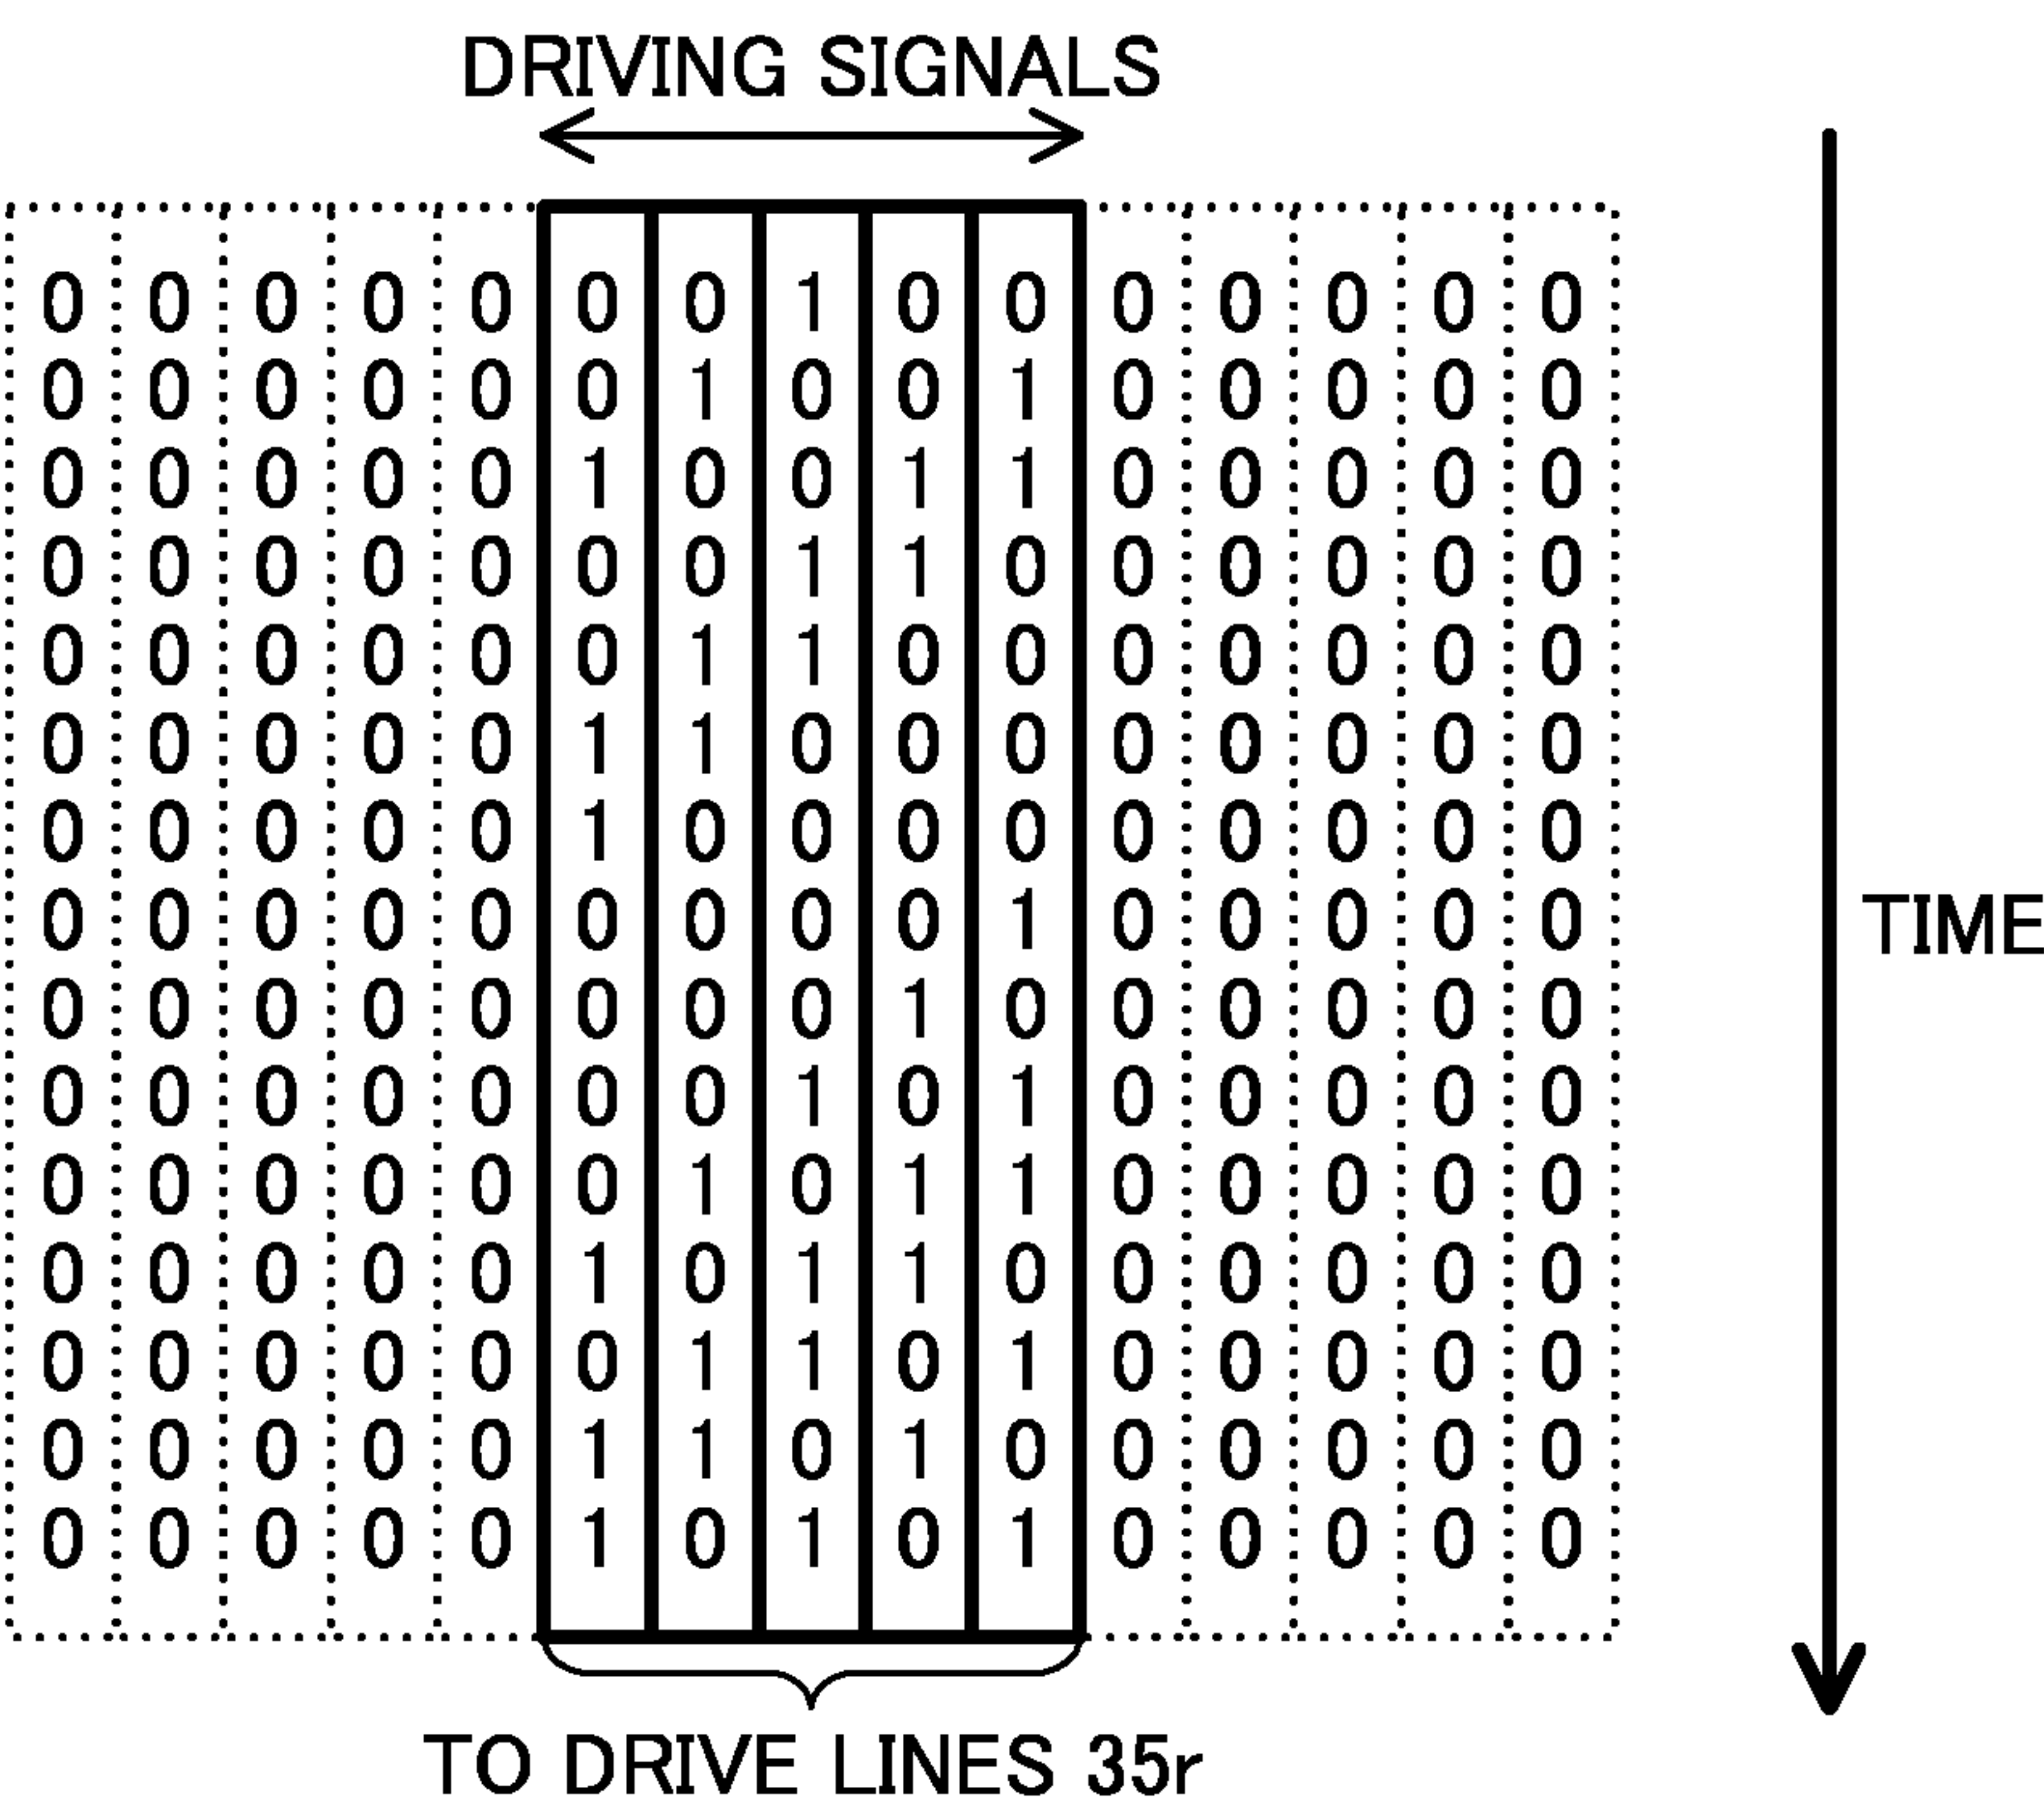 DRIVING SIGNALS
0 0 0 0 0 0 0 1 0 0 0 0 0 0 0
0 0 0 0 0 0 1 0 0 1 0 0 0 0 0
0 0 0 0 0 1 0 0 1 1 0 0 0 0 0
0 0 0 0 0 0 0 1 1 0 0 0 0 0 0
0 0 0 0 0 0 1 1 0 0 0 0 0 0 0
0 0 0 0 0 1 1 0 0 0 0 0 0 0 0
0 0 0 0 0 1 0 0 0 0 0 0 0 0 0
0 0 0 0 0 0 0 0 0 1 0 0 0 0 0
TIME
0 0 0 0 0 0 0 0 1 0 0 0 0 0 0
0 0 0 0 0 0 0 1 0 1 0 0 0 0 0
0 0 0 0 0 0 1 0 1 1 0 0 0 0 0
0 0 0 0 0 1 0 1 1 0 0 0 0 0 0
0 0 0 0 0 0 1 1 0 1 0 0 0 0 0
0 0 0 0 0 1 1 0 1 0 0 0 0 0 0
0 0 0 0 0 1 0 1 0 1 0 0 0 0 0
TO DRIVE LINES 35r